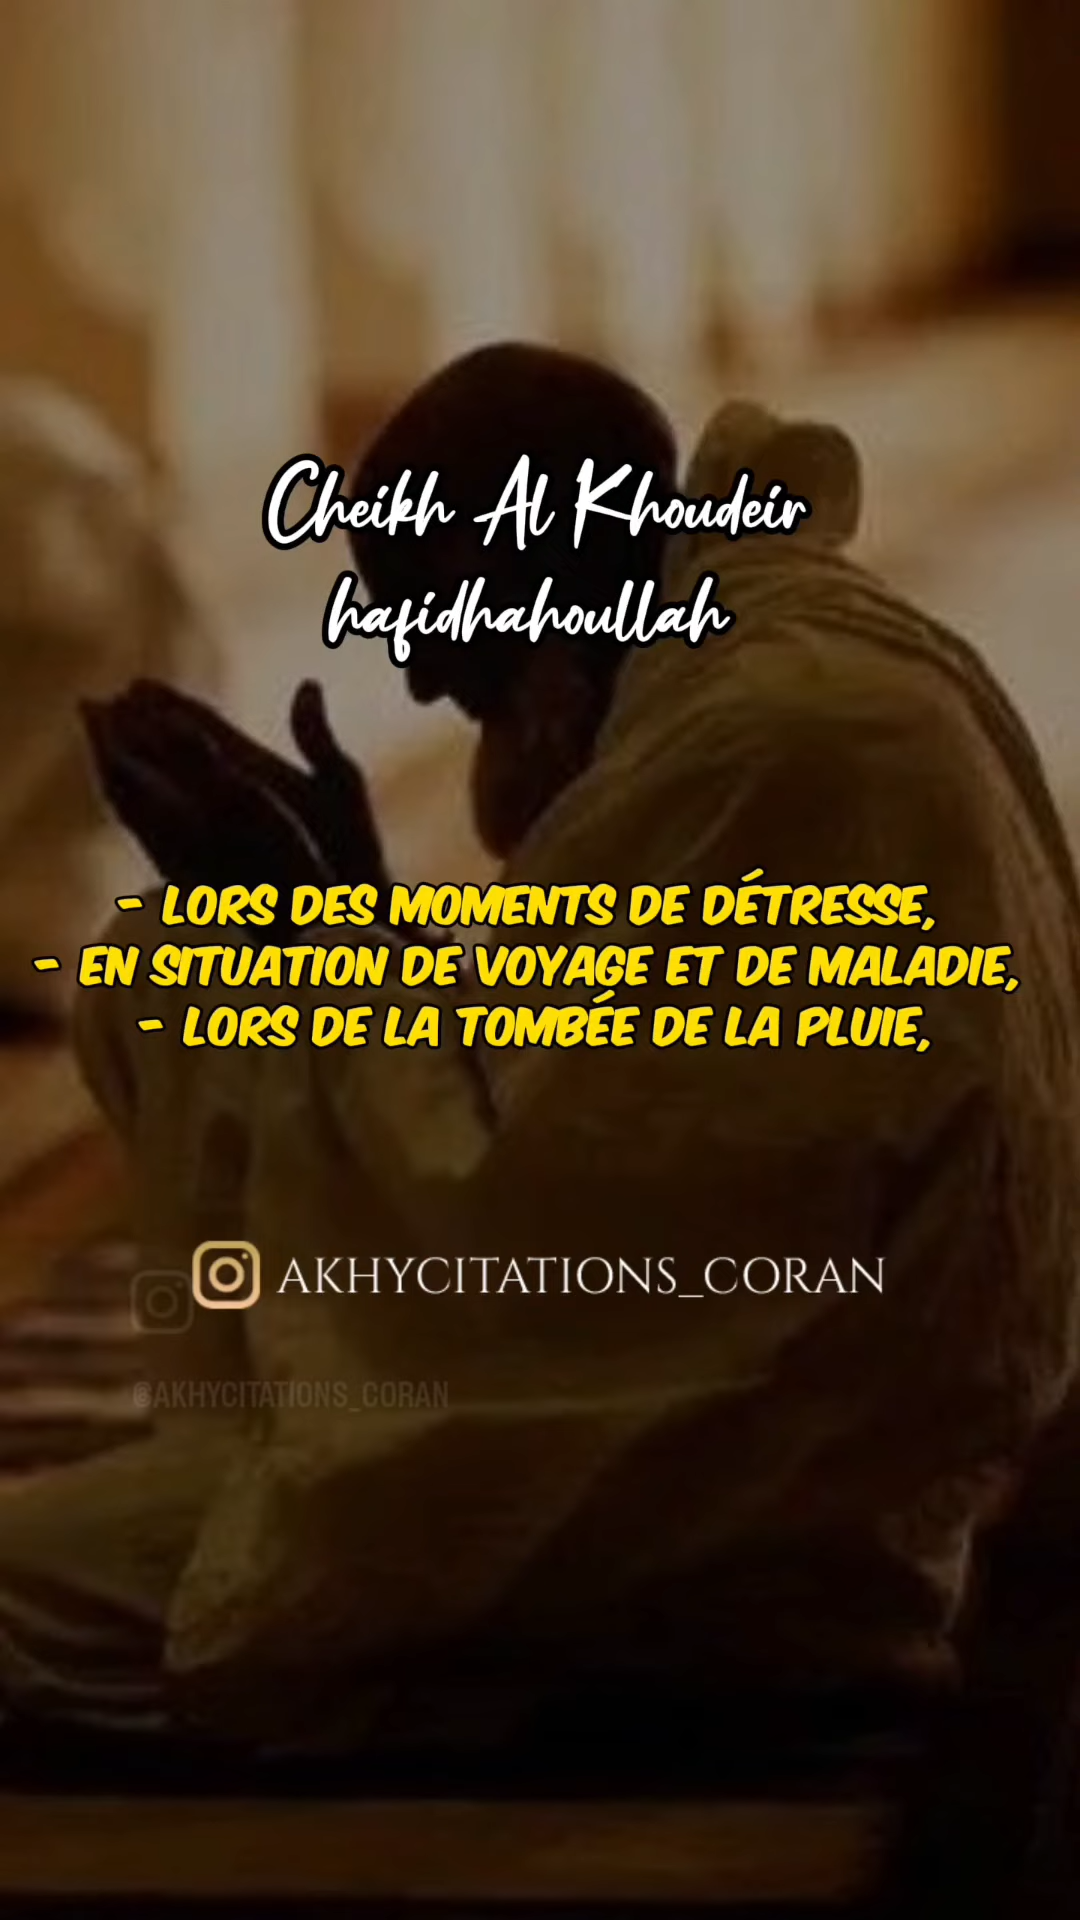 Cheikh Al Khoudeir
hafidhahoullah
- LORS DES MOMENTS DE DÉTRESSE,
- EN SITUATION DE VOYAGE ET DE MALADIE,
- LORS DE LA TOMBÉE DE LA PLUIE,
AKHYCITATIONS_CORAN
@AKHYCITATIONS_CORAN